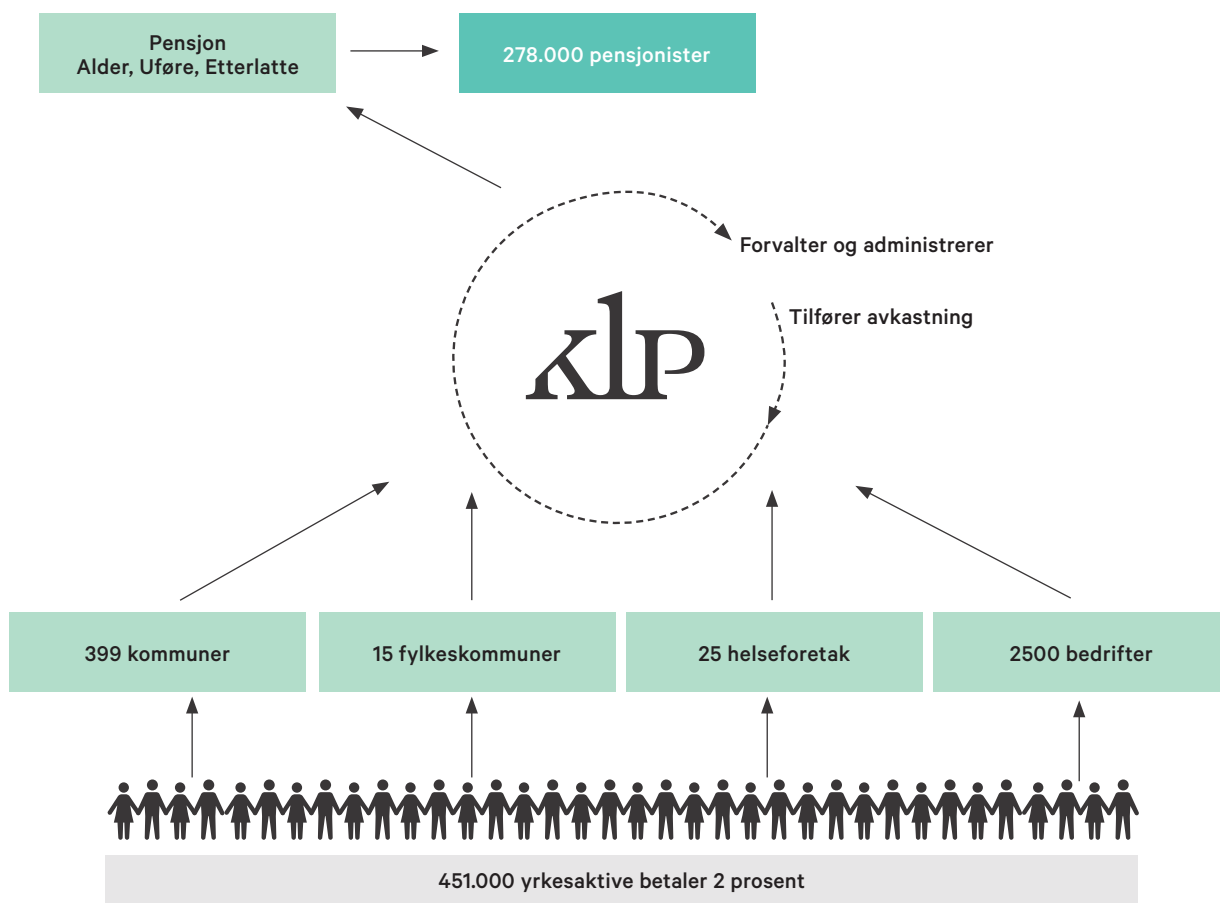 Pensjon
Alder, Uføre, Etterlatte
278.000 pensjonister
Forvalter og administrerer
Tilfører avkastning
KLP
399 kommuner
15 fylkeskommuner
25 helseforetak
2500 bedrifter
451.000 yrkesaktive betaler 2 prosent